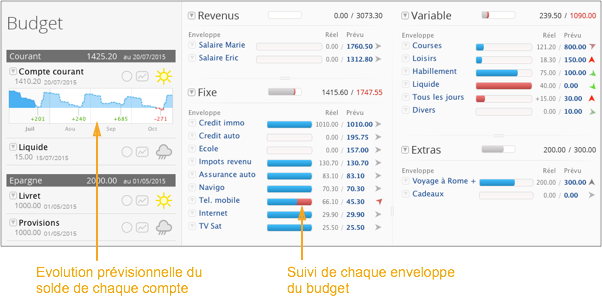 Budget
Courant 1425.20 au 20/07/2015
Compte courant
1410.20 20/07/2015
+201 +240 +685 -271
Juil Aou Sep Oct
Liquide
15.00 15/07/2015
Epargne 2000.00 au 01/05/2015
Livret
1000.00 01/05/2015
Provisions
1000.00 01/05/2015
Revenus 0.00 / 3073.30
Enveloppe Réel Prévu
Salaire Marie 0.00 / 1760.50
Salaire Eric 0.00 / 1312.80
Fixe 1415.60 / 1747.55
Enveloppe Réel Prévu
Credit immo 1010.00 / 1010.00
Credit auto 0.00 / 195.75
Ecole 0.00 / 157.00
Impots revenu 130.70 / 130.70
Assurance auto 83.10 / 83.10
Navigo 70.30 / 70.30
Tel. mobile 66.10 / 45.30
Internet 29.90 / 29.90
TV Sat 25.50 / 25.50
Variable 239.50 / 1090.00
Enveloppe Réel Prévu
Courses 121.20 / 800.00
Loisirs 18.30 / 150.00
Habillement 75.00 / 100.00
Liquide 40.00 / 0.00
Tous les jours +15.00 / 30.00
Divers 0.00 / 10.00
Extras 200.00 / 300.00
Enveloppe Réel Prévu
Voyage à Rome + 200.00 / 300.00
Cadeaux 0.00 / 0.00
Evolution prévisionnelle du
solde de chaque compte
Suivi de chaque enveloppe
du budget